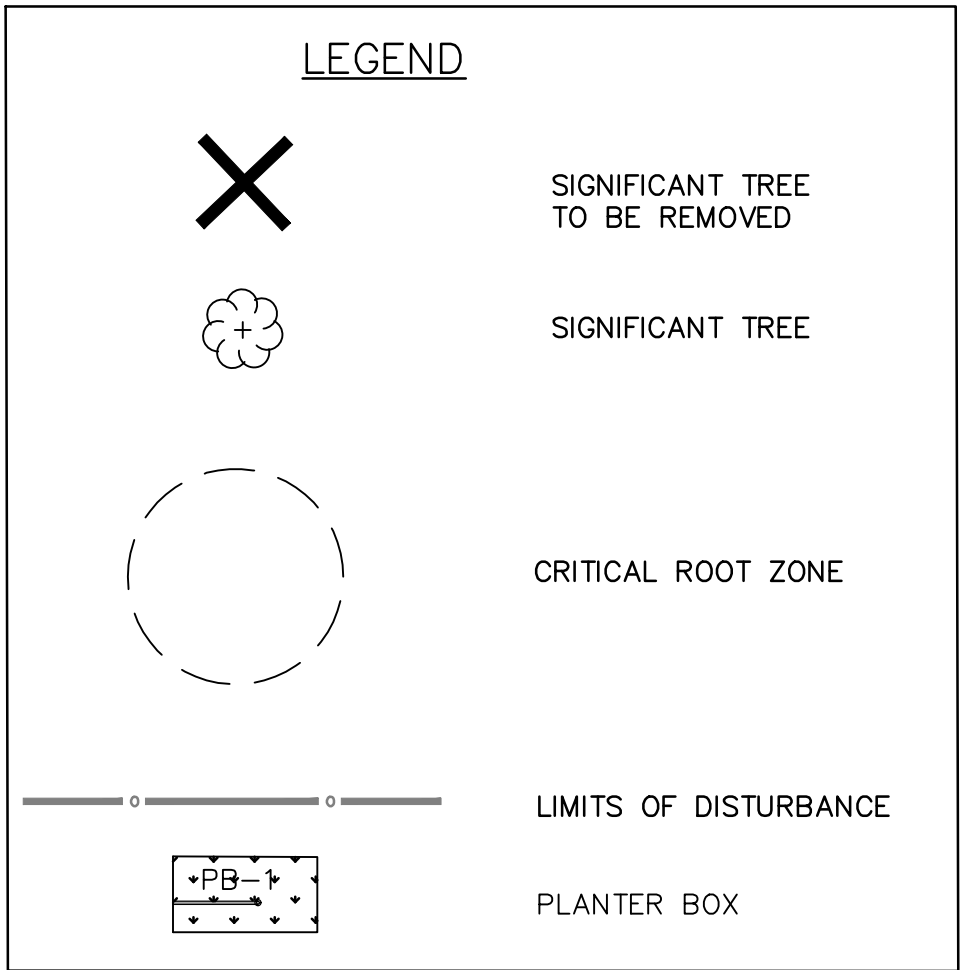 LEGEND
SIGNIFICANT TREE
TO BE REMOVED
SIGNIFICANT TREE
CRITICAL ROOT ZONE
LIMITS OF DISTURBANCE
PB-1
PLANTER BOX